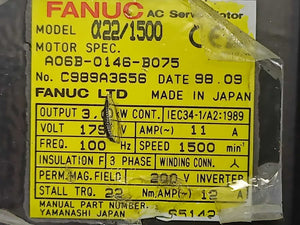 FANUC AC Servo Motor
MODEL α22/1500
MOTOR SPEC.
A06B-0146-B075
No. C989A3656 DATE 98.09
FANUC LTD MADE IN JAPAN
OUTPUT 3. kW CONT. IEC34-1/A2:1989
VOLT 179 AMP(~) 11 A
FREQ. 100 Hz SPEED 1500 min⁻¹
INSULATION F 3 PHASE WINDING CONN.
PERM.MAG.FIELD 200 V INVERTER
STALL TRQ. 22 Nm.AMP(~) 12 A
MANUAL PART NUMBER
YAMANASHI JAPAN S5142